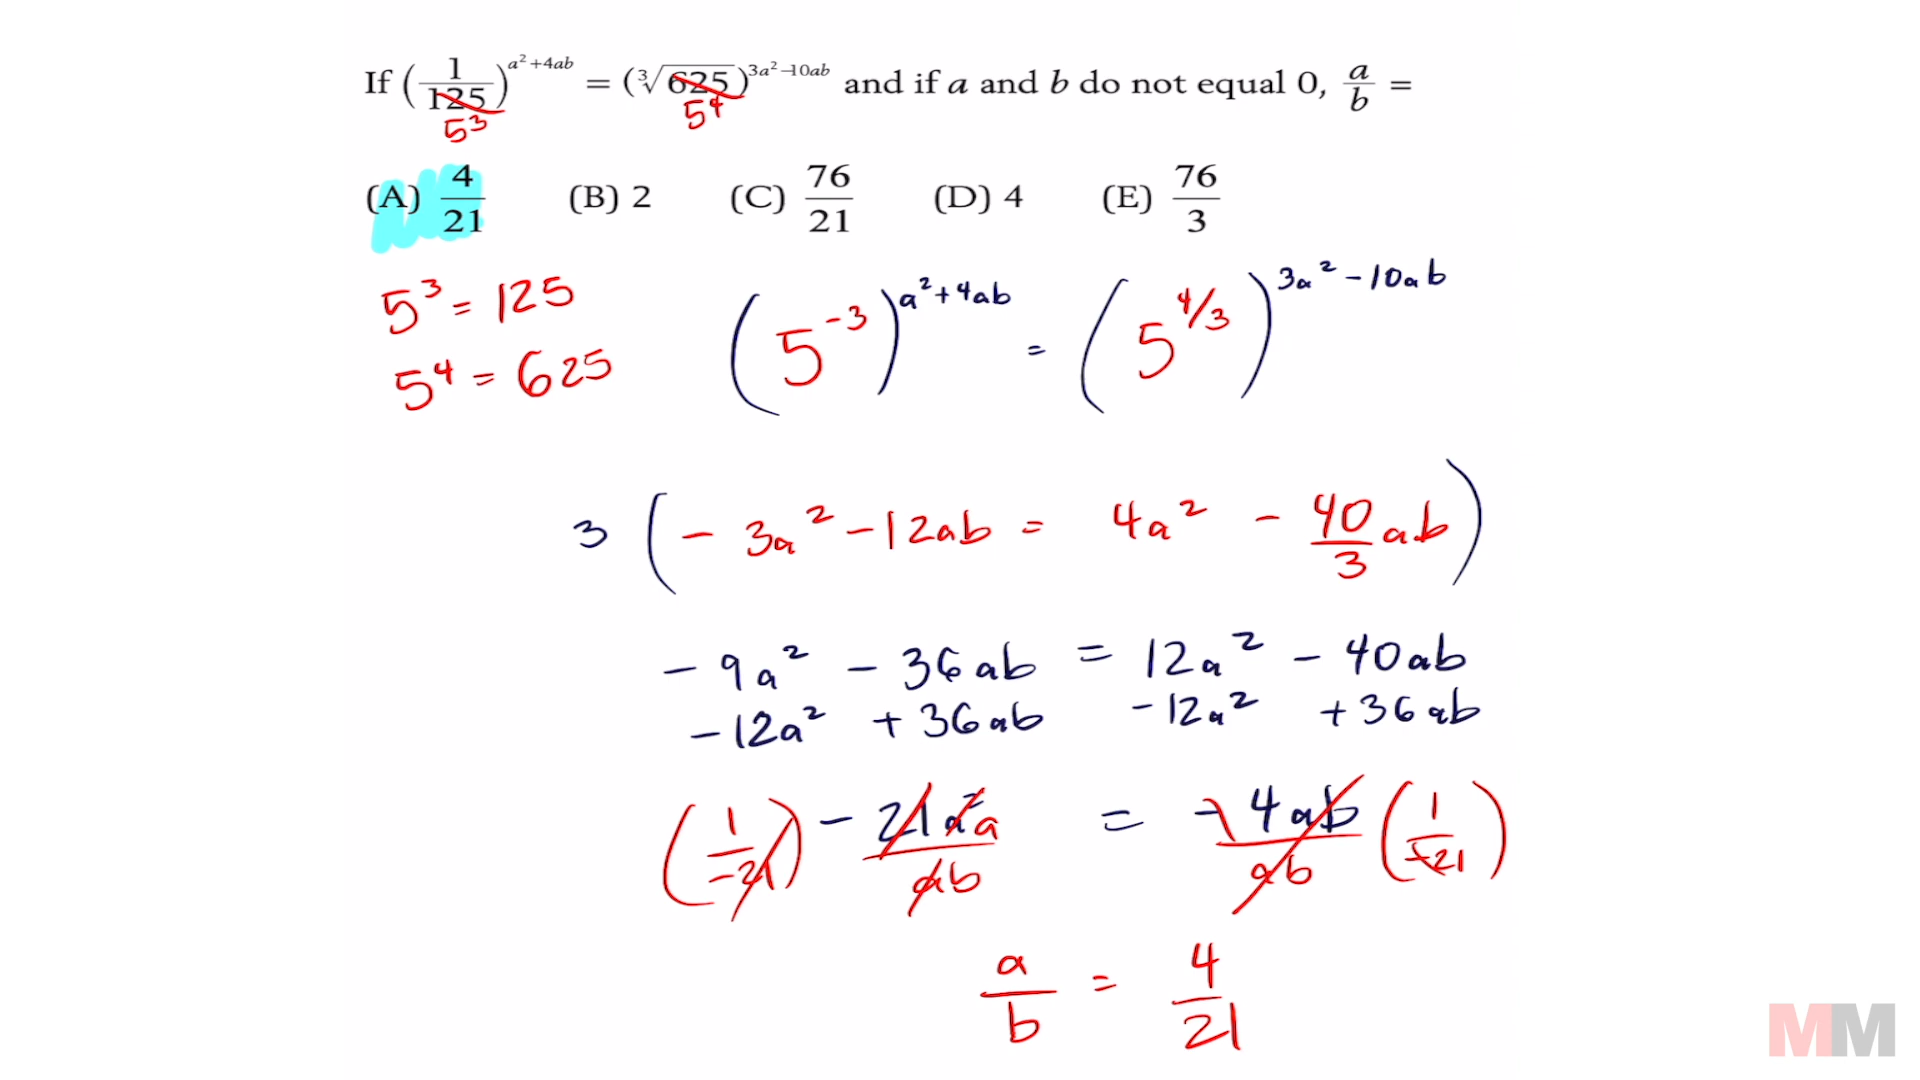 If (1/125)^(a²+4ab) = (³√625)^(3a²−10ab) and if a and b do not equal 0, a/b =
5³ 5⁴
(A) 4/21 (B) 2 (C) 76/21 (D) 4 (E) 76/3
5³ = 125
5⁴ = 625
(5⁻³)^(a²+4ab) = (5^(4/3))^(3a²−10ab)
3 (−3a² −12ab = 4a² − 40/3 ab)
−9a² − 36ab = 12a² − 40ab
−12a² + 36ab −12a² + 36ab
(1/−21) −21a² a/ab = −4ab/ab (1/−21)
a/b = 4/21
MM